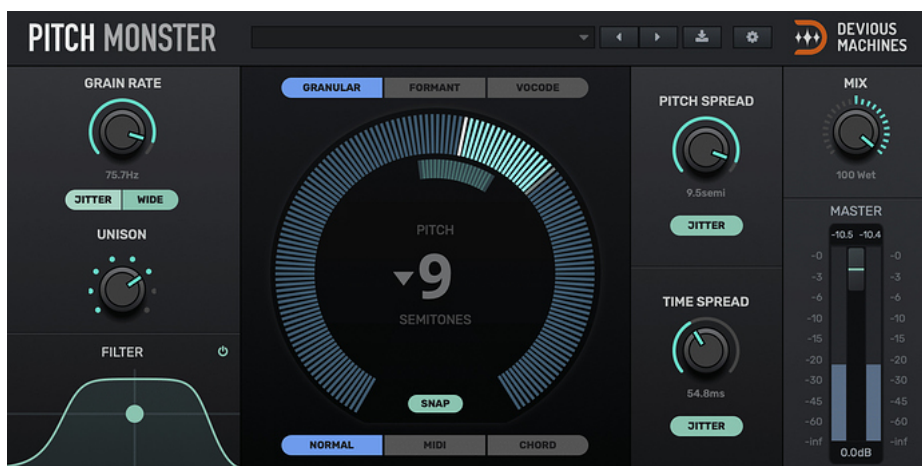 PITCH MONSTER
DEVIOUS
MACHINES
GRAIN RATE
75.7Hz
JITTER WIDE
UNISON
FILTER
GRANULAR FORMANT VOCODE
PITCH
9
SEMITONES
SNAP
NORMAL MIDI CHORD
PITCH SPREAD
9.5semi
JITTER
TIME SPREAD
54.8ms
JITTER
MIX
100 Wet
MASTER
-10.5 -10.4
-0 -0
-3 -3
-6 -6
-10 -10
-15 -15
-20 -20
-30 -30
-45 -45
-60 -60
-inf -inf
0.0dB